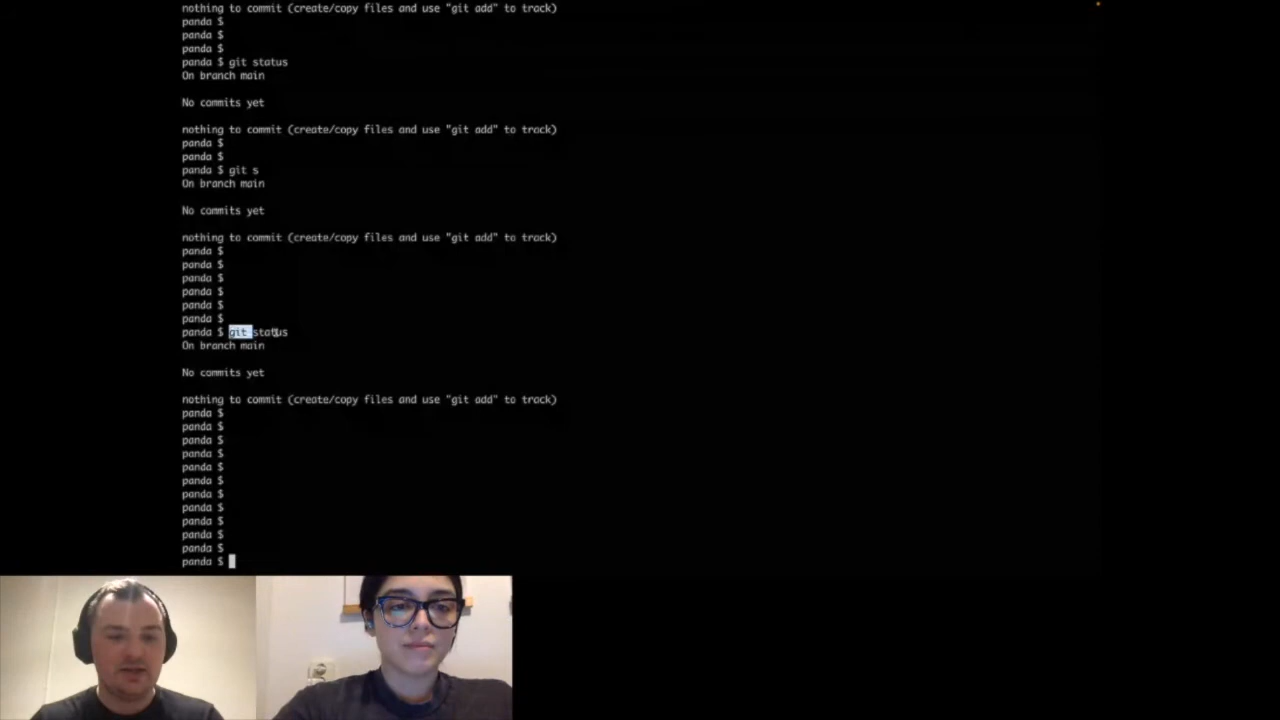 nothing to commit (create/copy files and use "git add" to track)
panda $
panda $
panda $
panda $ git status
On branch main
No commits yet
nothing to commit (create/copy files and use "git add" to track)
panda $
panda $
panda $ git s
On branch main
No commits yet
nothing to commit (create/copy files and use "git add" to track)
panda $
panda $
panda $
panda $
panda $
panda $
panda $ git status
On branch main
No commits yet
nothing to commit (create/copy files and use "git add" to track)
panda $
panda $
panda $
panda $
panda $
panda $
panda $
panda $
panda $
panda $
panda $
panda $